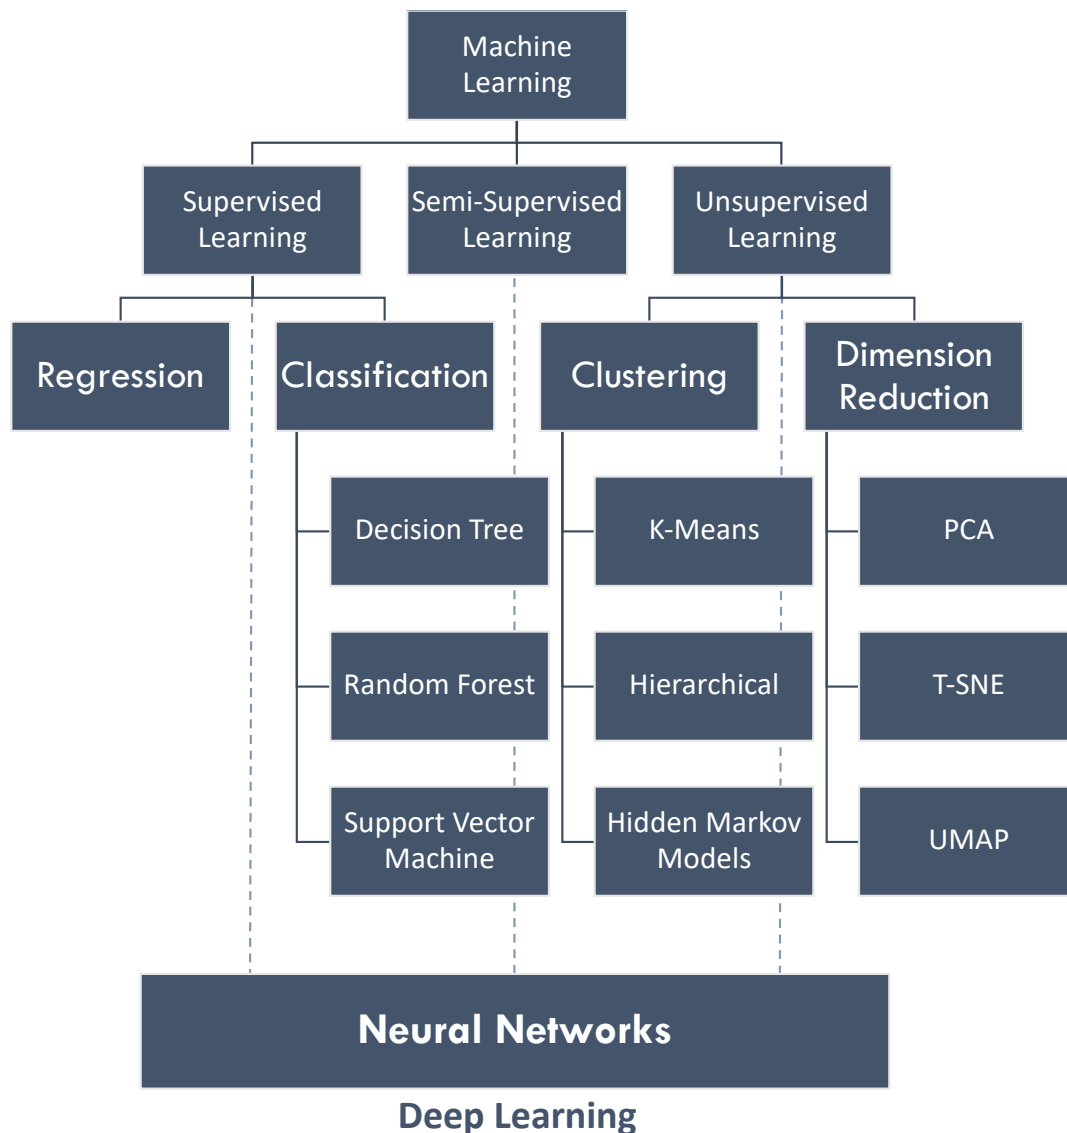 Machine
Learning
Supervised
Learning
Semi-Supervised
Learning
Unsupervised
Learning
Regression
Classification
Clustering
Dimension
Reduction
Decision Tree
K-Means
PCA
Random Forest
Hierarchical
T-SNE
Support Vector
Machine
Hidden Markov
Models
UMAP
Neural Networks
Deep Learning